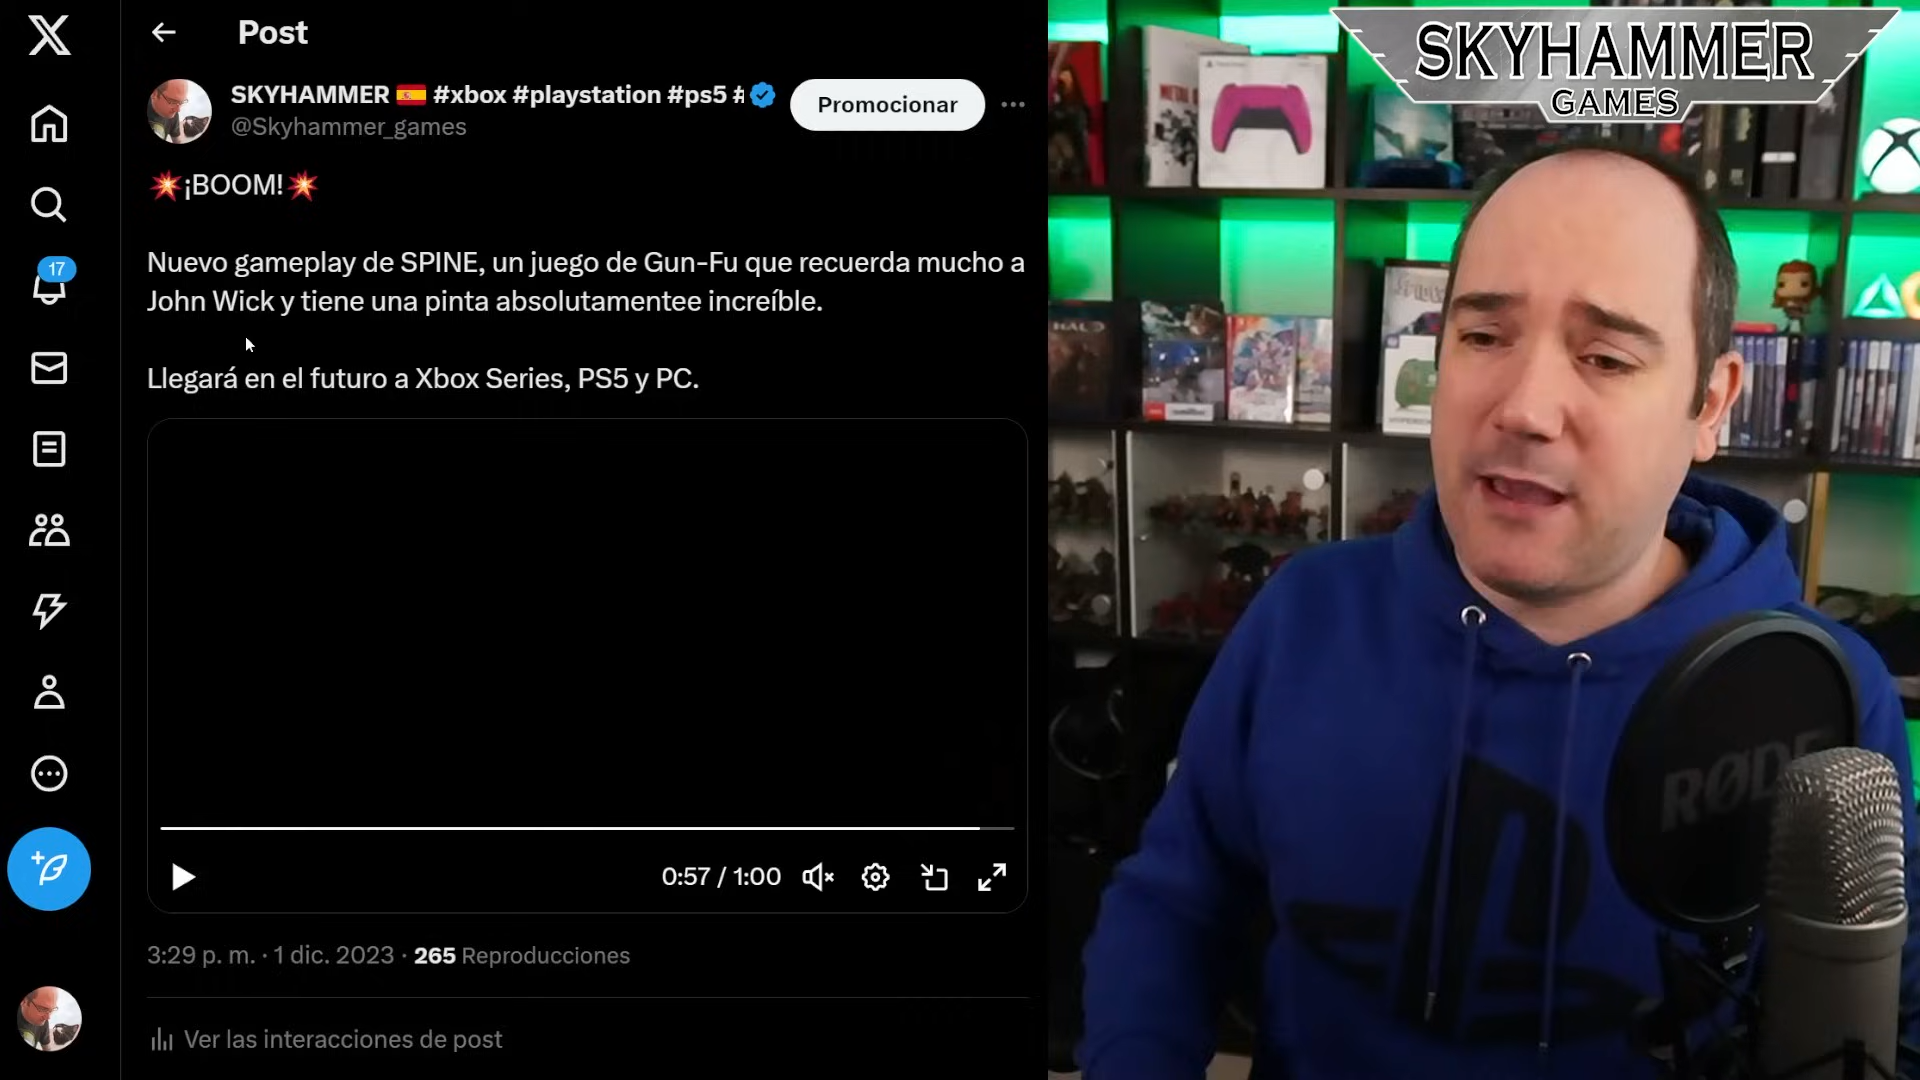 Post
SKYHAMMER 🇪🇸 #xbox #playstation #ps5 #
@Skyhammer_games
Promocionar
💥¡BOOM!💥
Nuevo gameplay de SPINE, un juego de Gun-Fu que recuerda mucho a
John Wick y tiene una pinta absolutamentee increíble.
Llegará en el futuro a Xbox Series, PS5 y PC.
0:57 / 1:00
3:29 p. m. · 1 dic. 2023 · 265 Reproducciones
Ver las interacciones de post
17
SKYHAMMER
GAMES
HALO
RØDE